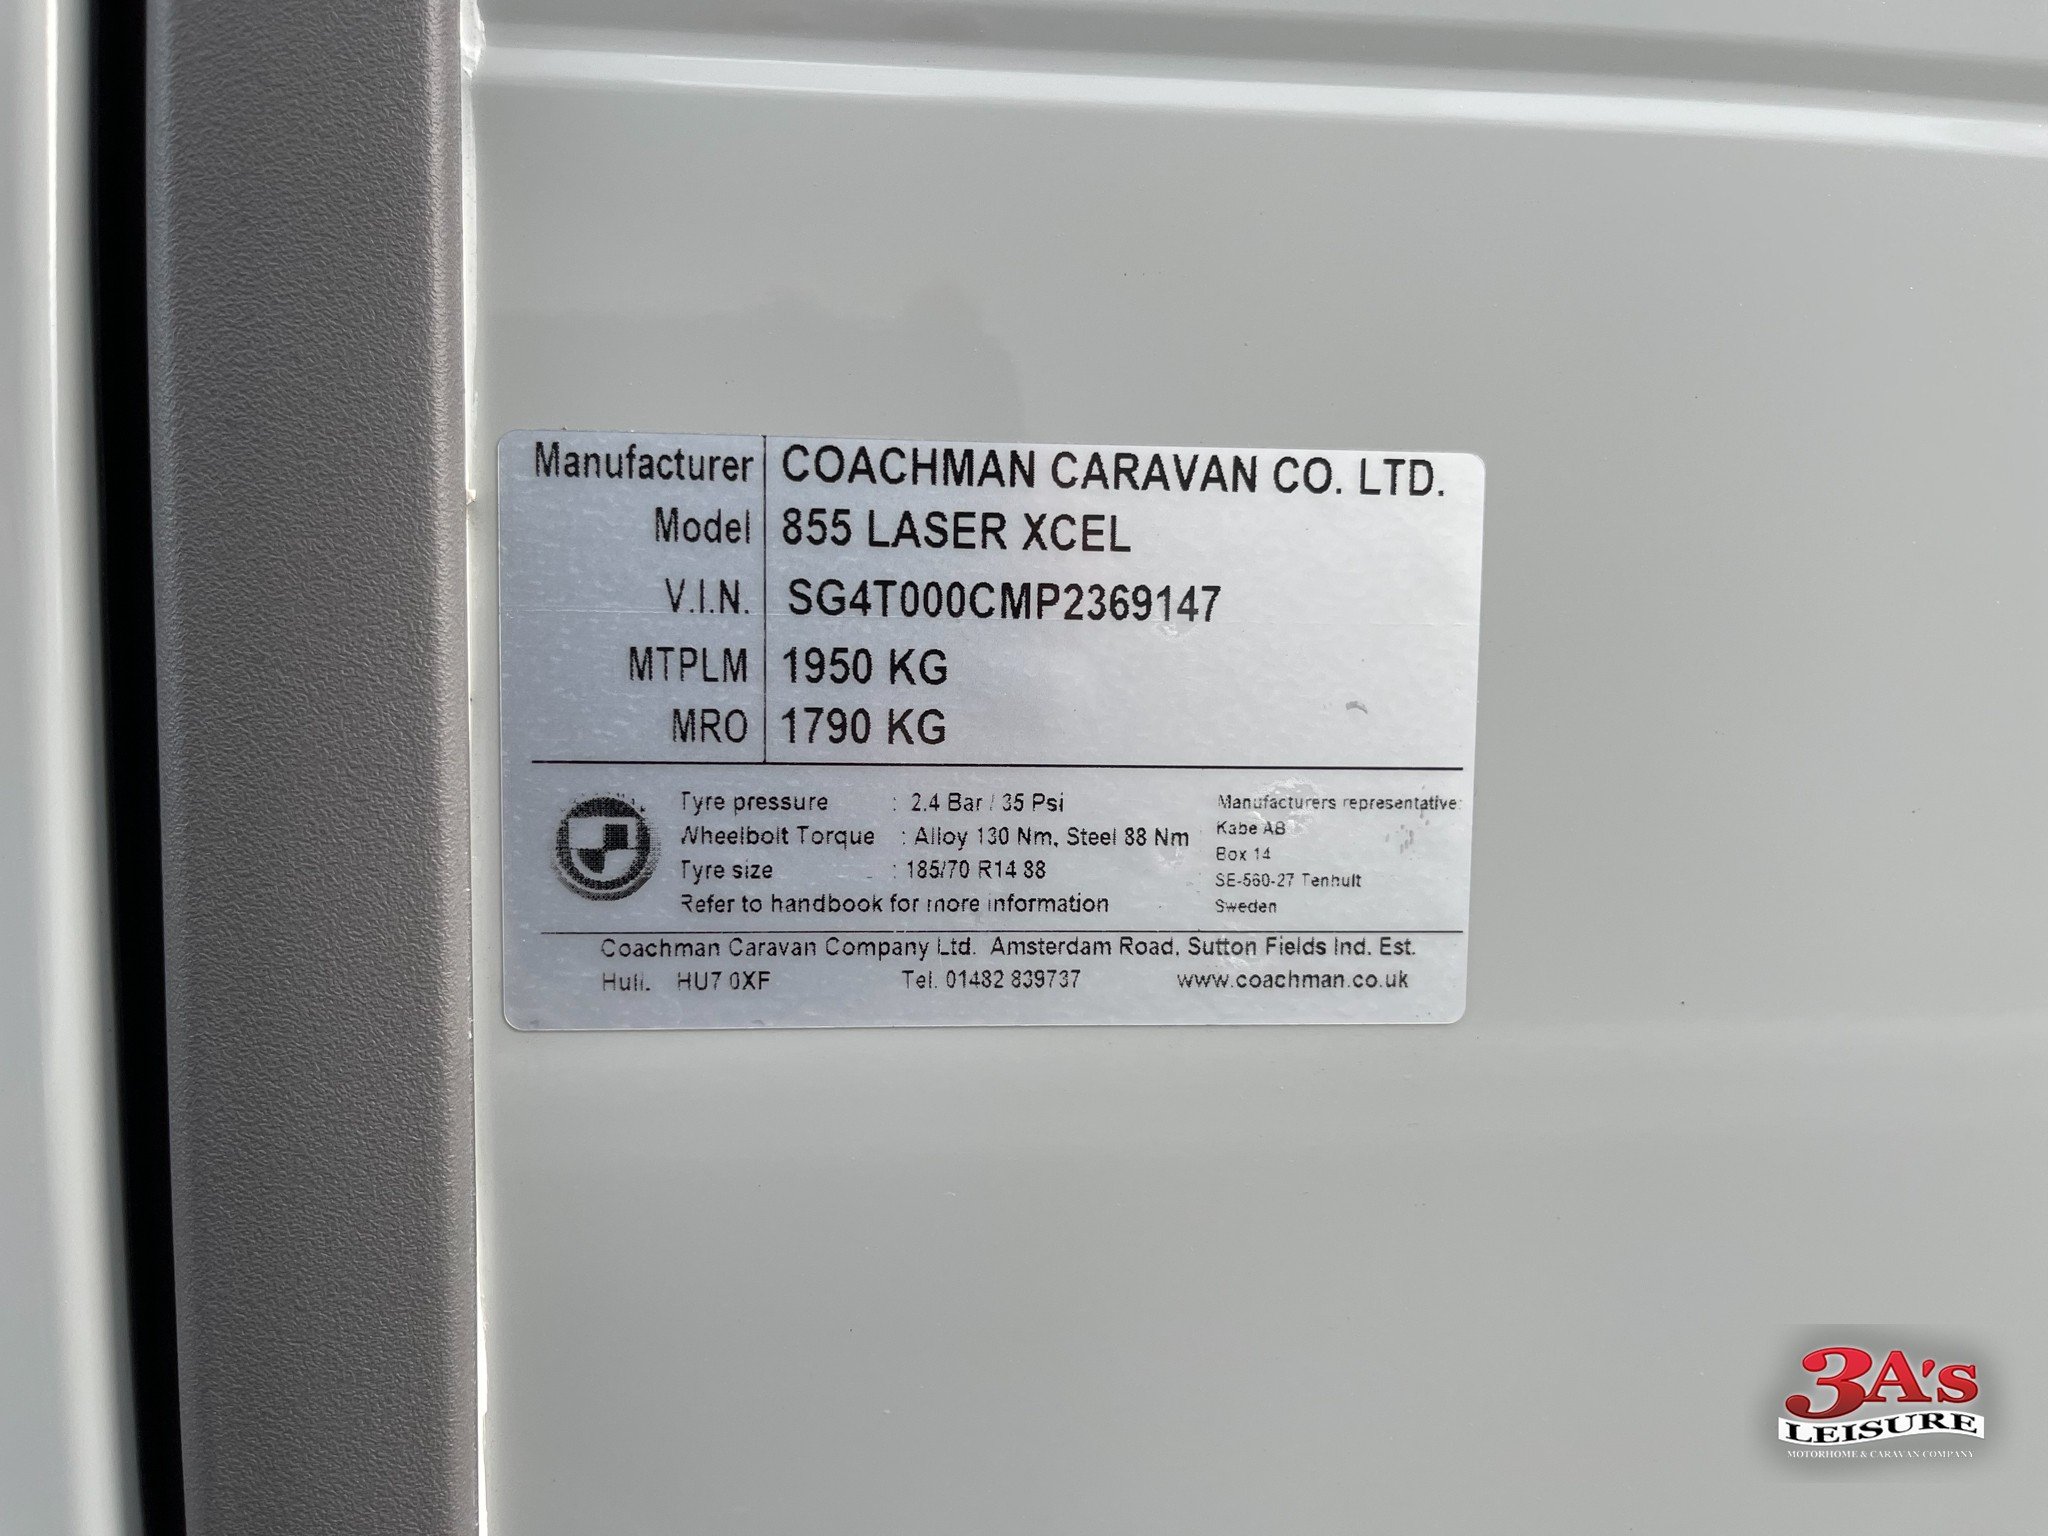 Manufacturer COACHMAN CARAVAN CO. LTD.
Model 855 LASER XCEL
V.I.N. SG4T000CMP2369147
MTPLM 1950 KG
MRO 1790 KG
Tyre pressure : 2.4 Bar / 35 Psi
Wheelbolt Torque : Alloy 130 Nm, Steel 88 Nm
Tyre size : 185/70 R14 88
Refer to handbook for more information
Manufacturers representative:
Kabe AB
Box 14
SE-560-27 Tenhult
Sweden
Coachman Caravan Company Ltd. Amsterdam Road, Sutton Fields Ind. Est.
Hull. HU7 0XF Tel. 01482 839737 www.coachman.co.uk
3A's
LEISURE
MOTORHOME & CARAVAN COMPANY